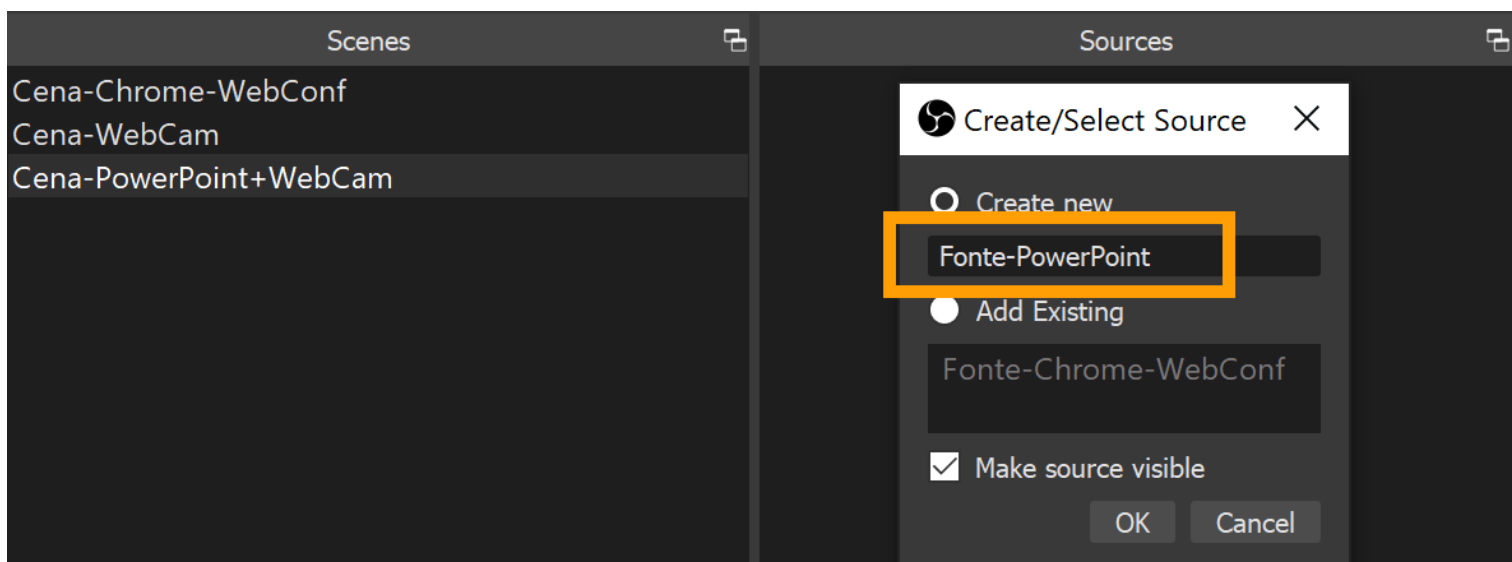 Scenes
Cena-Chrome-WebConf
Cena-WebCam
Cena-PowerPoint+WebCam
Sources
Create/Select Source
Create new
Fonte-PowerPoint
Add Existing
Fonte-Chrome-WebConf
Make source visible
OK Cancel